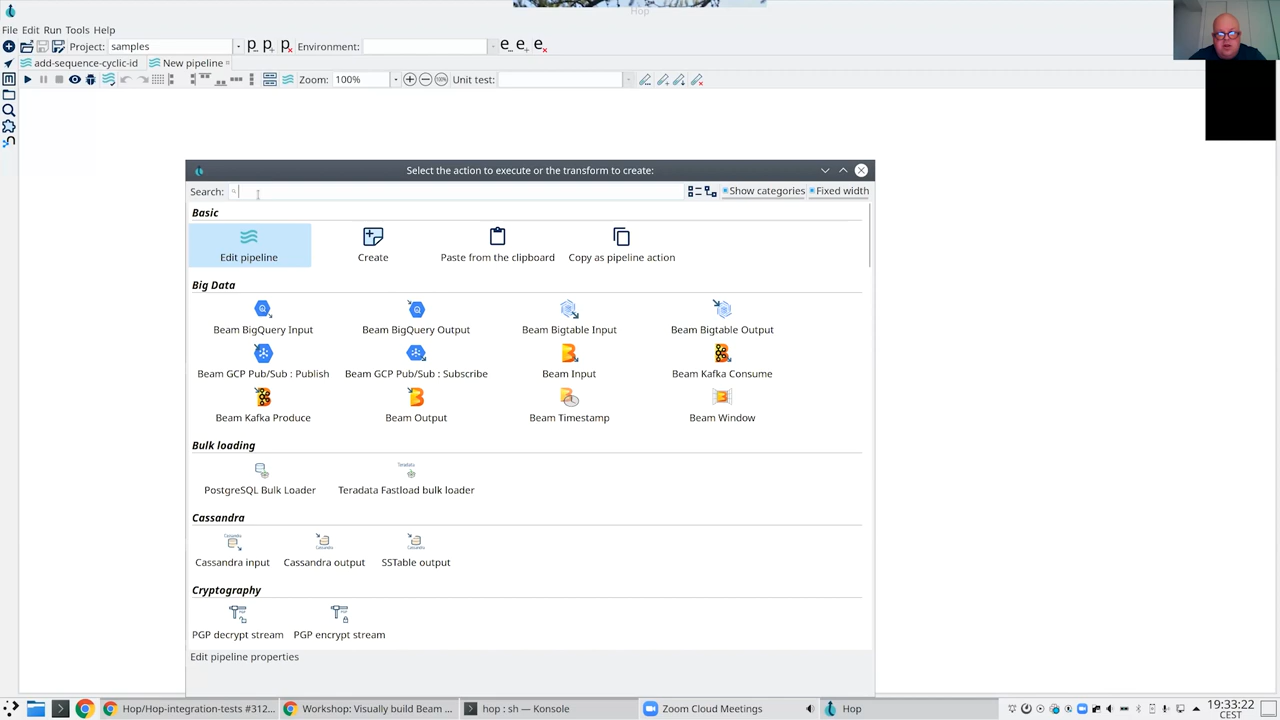 Hop
File Edit Run Tools Help
Project: samples Environment:
add-sequence-cyclic-id New pipeline
Zoom: 100% Unit test:
Select the action to execute or the transform to create:
Search: Show categories Fixed width
Basic
Edit pipeline Create Paste from the clipboard Copy as pipeline action
Big Data
Beam BigQuery Input Beam BigQuery Output Beam Bigtable Input Beam Bigtable Output
Beam GCP Pub/Sub : Publish Beam GCP Pub/Sub : Subscribe Beam Input Beam Kafka Consume
Beam Kafka Produce Beam Output Beam Timestamp Beam Window
Bulk loading
PostgreSQL Bulk Loader Teradata Fastload bulk loader
Cassandra
Cassandra input Cassandra output SSTable output
Cryptography
PGP decrypt stream PGP encrypt stream
Edit pipeline properties
Hop/Hop-integration-tests #312... Workshop: Visually build Beam ... hop : sh — Konsole Zoom Cloud Meetings Hop 19:33:22
CEST